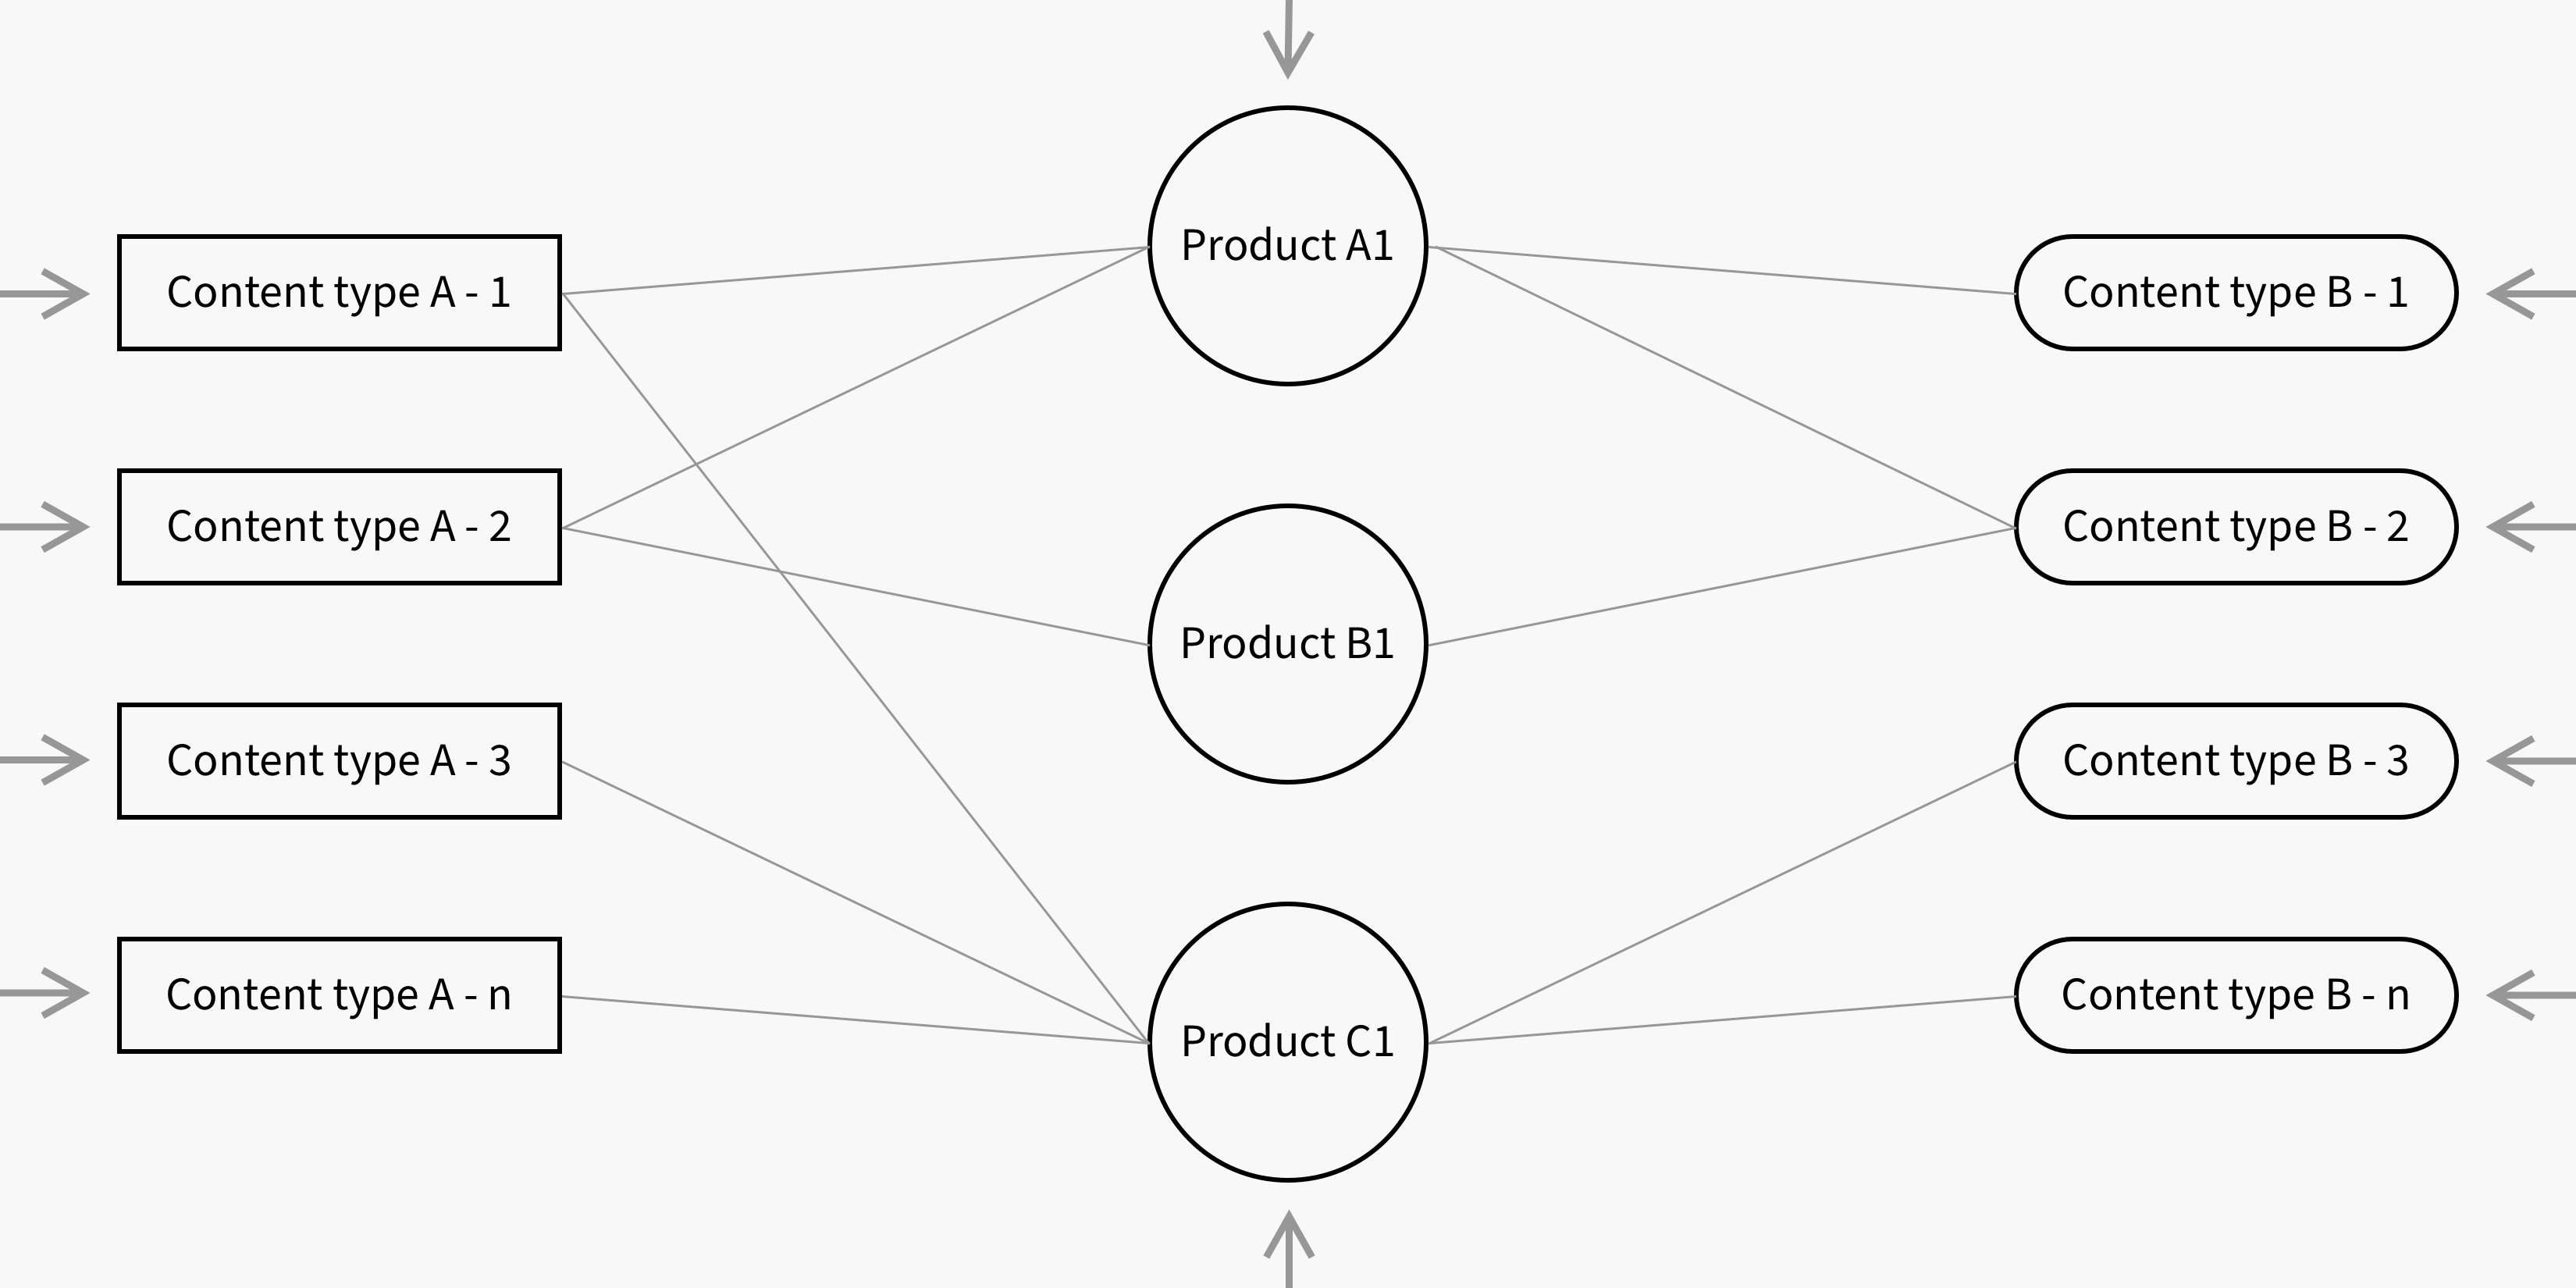 Product A1
Content type A - 1
Content type B - 1
Content type A - 2
Content type B - 2
Product B1
Content type A - 3
Content type B - 3
Content type A - n
Content type B - n
Product C1